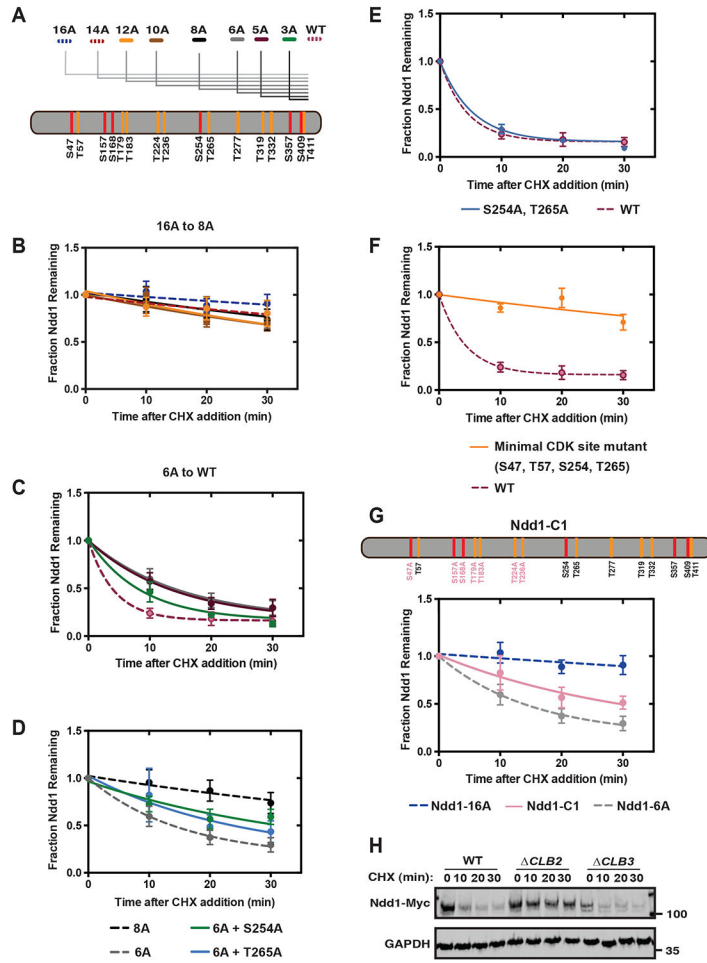 A
16A 14A 12A 10A 8A 6A 5A 3A WT
S47 T57 S157 S168 T179 T183 T224 T236 S254 T265 T277 T319 T332 S357 S409 T411
B
16A to 8A
Fraction Ndd1 Remaining
1.5
1.0
0.5
0.0
0 10 20 30
Time after CHX addition (min)
C
6A to WT
Fraction Ndd1 Remaining
1.5
1.0
0.5
0.0
0 10 20 30
Time after CHX addition (min)
D
Fraction Ndd1 Remaining
1.5
1.0
0.5
0.0
0 10 20 30
Time after CHX addition (min)
8A 6A + S254A
6A 6A + T265A
E
Fraction Ndd1 Remaining
1.5
1.0
0.5
0.0
0 10 20 30
Time after CHX addition (min)
S254A, T265A WT
F
Fraction Ndd1 Remaining
1.5
1.0
0.5
0.0
0 10 20 30
Time after CHX addition (min)
Minimal CDK site mutant
(S47, T57, S254, T265)
WT
G
Ndd1-C1
S47A T57 S157A S168A T179A T183A T224A T236A S254 T265 T277 T319 T332 S357 S409 T411
Fraction Ndd1 Remaining
1.5
1.0
0.5
0.0
0 10 20 30
Time after CHX addition (min)
Ndd1-16A Ndd1-C1 Ndd1-6A
H
WT ΔCLB2 ΔCLB3
CHX (min): 0 10 20 30 0 10 20 30 0 10 20 30
Ndd1-Myc
100
GAPDH
35